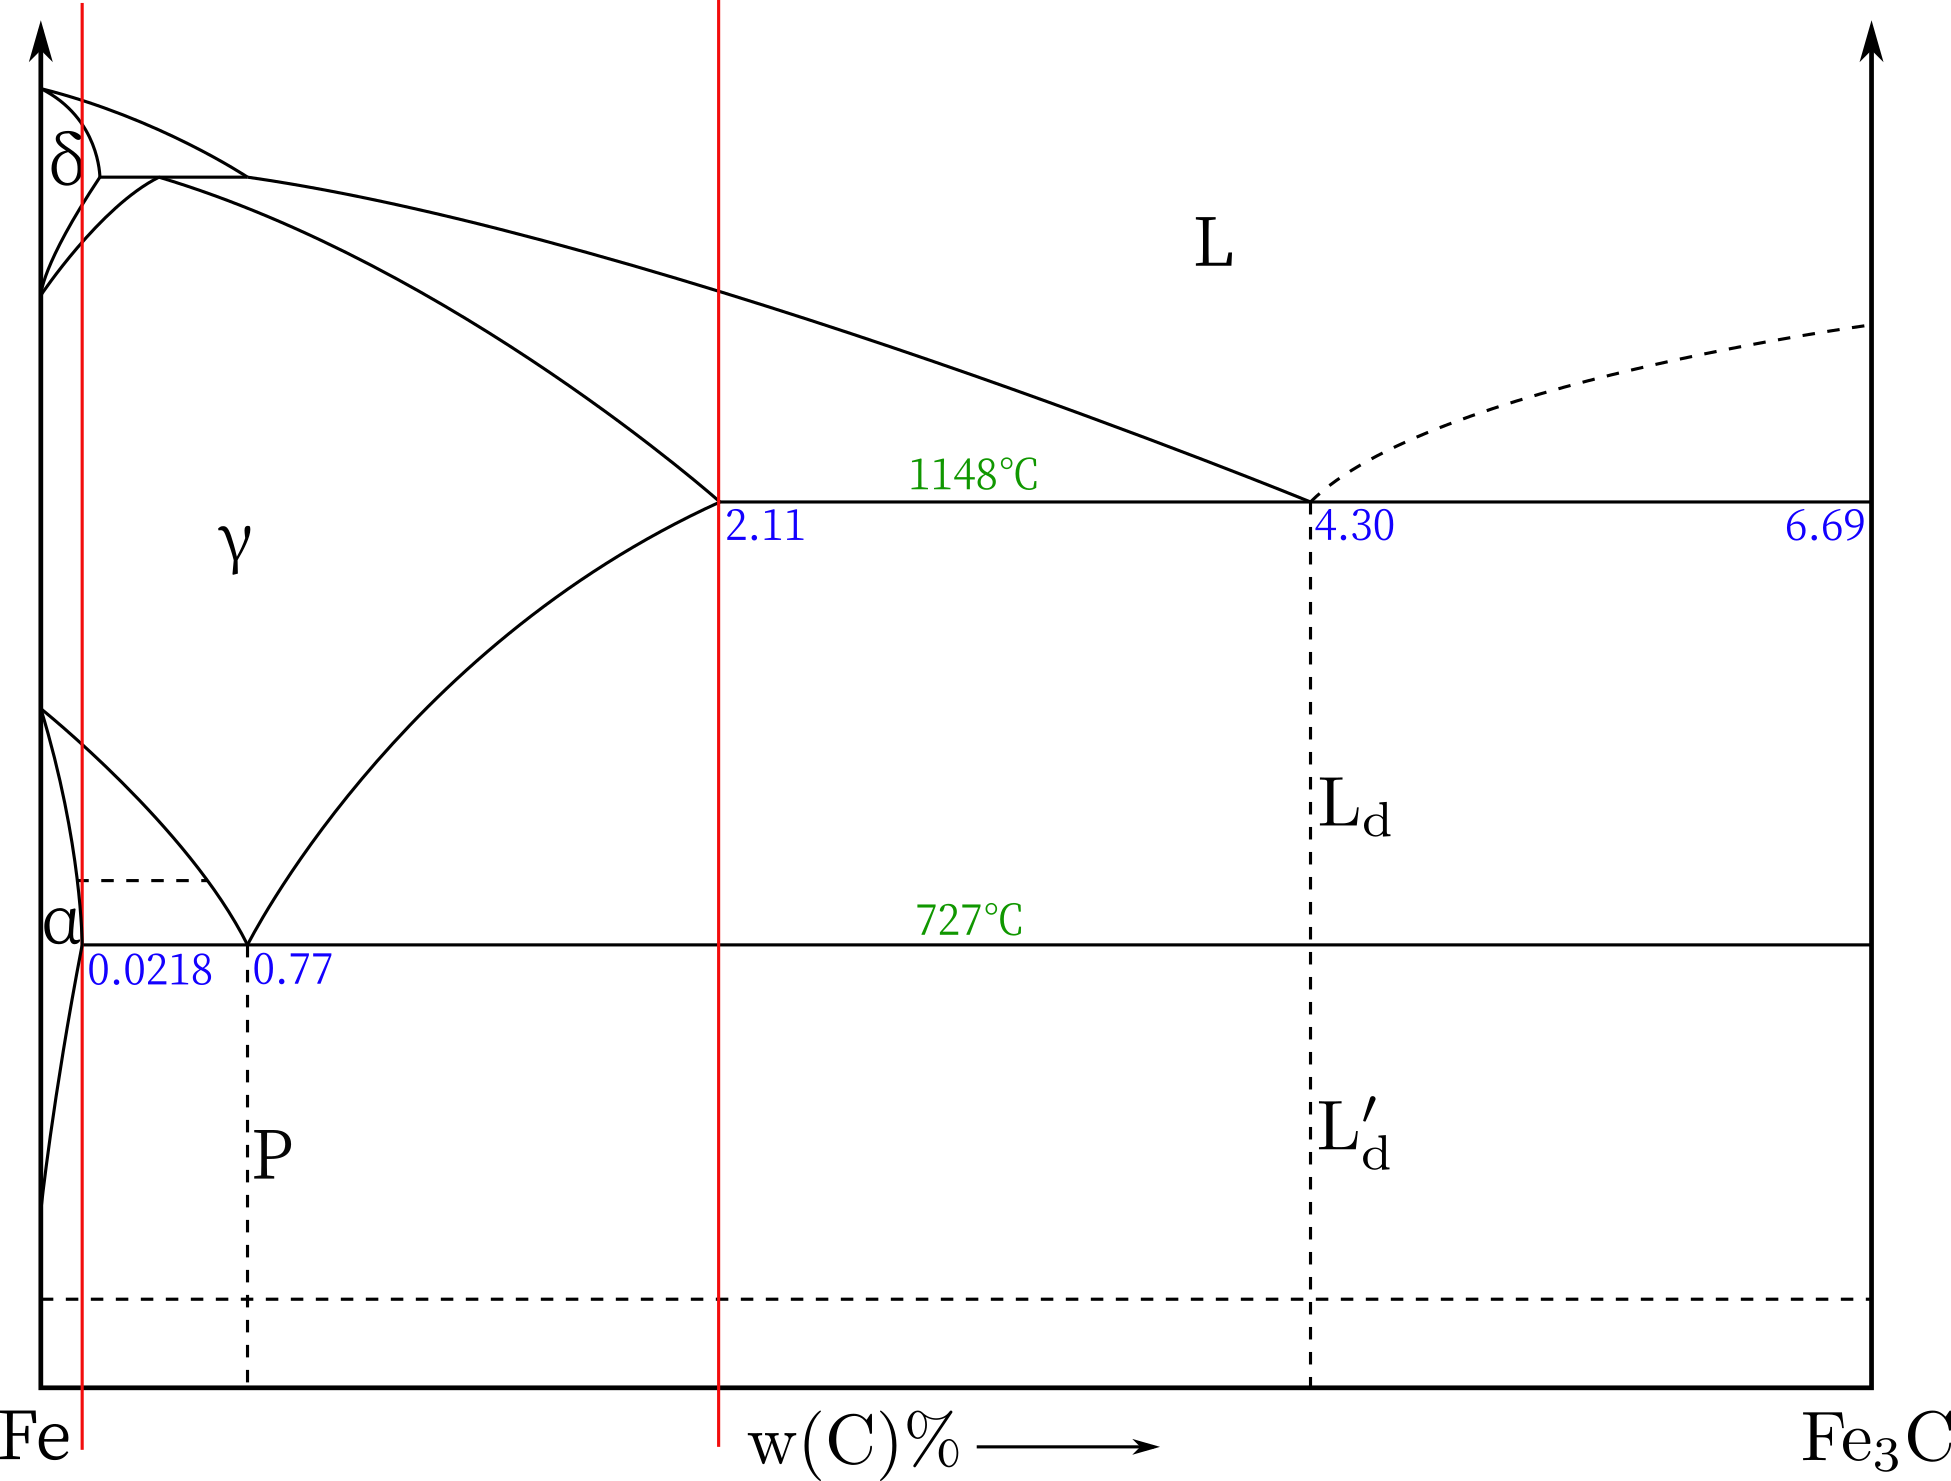 δ
L
1148°C
2.11
4.30
6.69
γ
L_d
α
727°C
0.0218
0.77
P
L′_d
Fe
w(C)%
Fe₃C